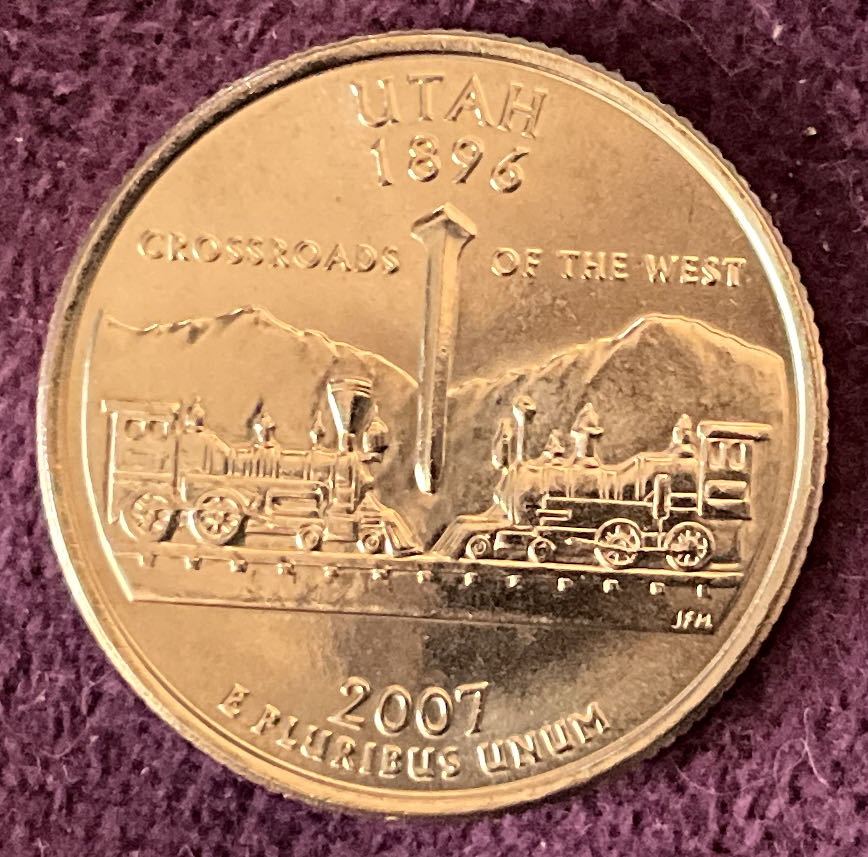 UTAH
1896
CROSSROADS OF THE WEST
JFM
2007
E PLURIBUS UNUM